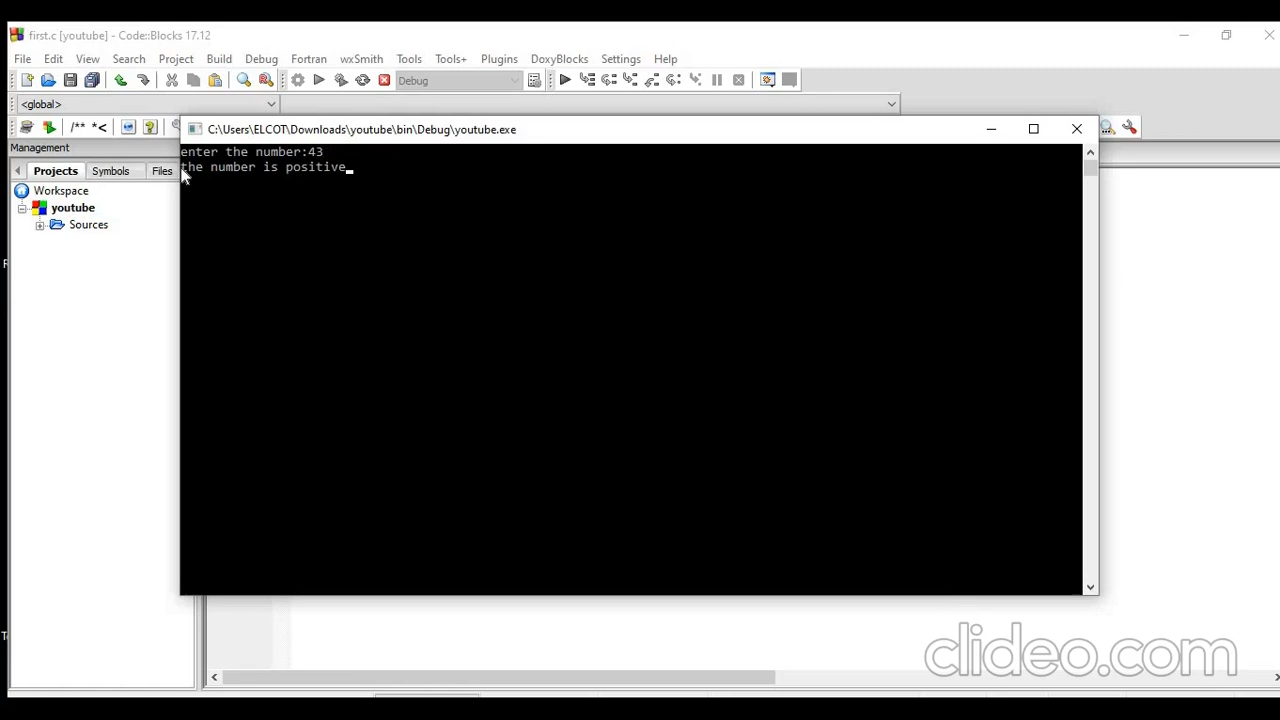 first.c [youtube] - Code::Blocks 17.12
File Edit View Search Project Build Debug Fortran wxSmith Tools Tools+ Plugins DoxyBlocks Settings Help
Debug
<global>
/** *<
C:\Users\ELCOT\Downloads\youtube\bin\Debug\youtube.exe
Management
enter the number:43
the number is positive
Projects Symbols Files
Workspace
youtube
Sources
clideo.com